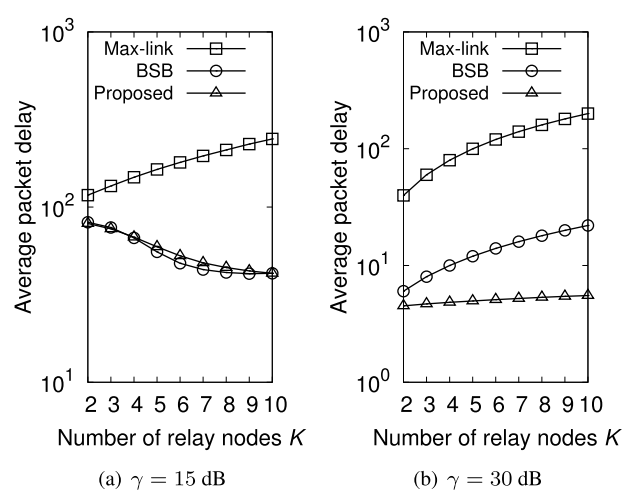 10³
Max-link
BSB
Proposed
10²
10¹
Average packet delay
2 3 4 5 6 7 8 9 10
Number of relay nodes K
(a) γ = 15 dB
10³
Max-link
BSB
Proposed
10²
10¹
10⁰
Average packet delay
2 3 4 5 6 7 8 9 10
Number of relay nodes K
(b) γ = 30 dB